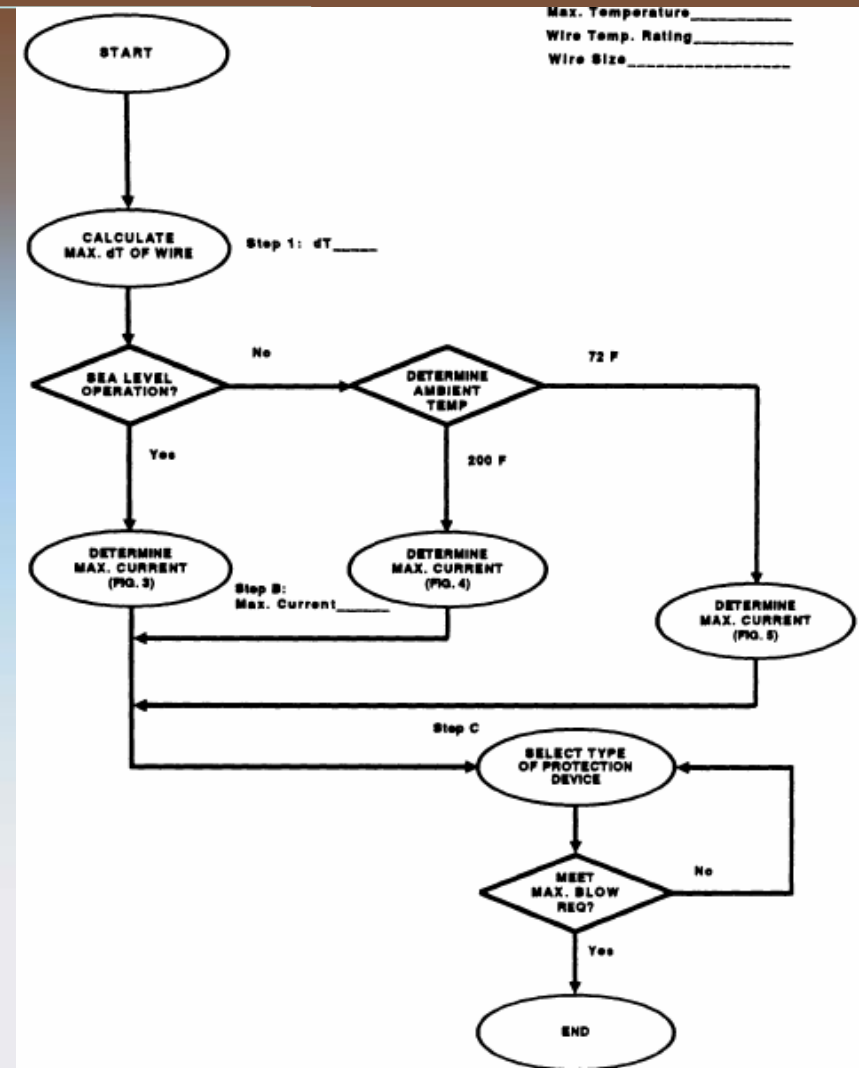 Max. Temperature__________
Wire Temp. Rating__________
Wire Size________________
START
CALCULATE
MAX. dT OF WIRE
Step 1: dT_____
SEA LEVEL
OPERATION?
No
DETERMINE
AMBIENT
TEMP
72 F
Yes
200 F
DETERMINE
MAX. CURRENT
(FIG. 3)
Step B:
Max. Current______
DETERMINE
MAX. CURRENT
(FIG. 4)
DETERMINE
MAX. CURRENT
(FIG. 5)
Step C
SELECT TYPE
OF PROTECTION
DEVICE
MEET
MAX. BLOW
REQ?
No
Yes
END